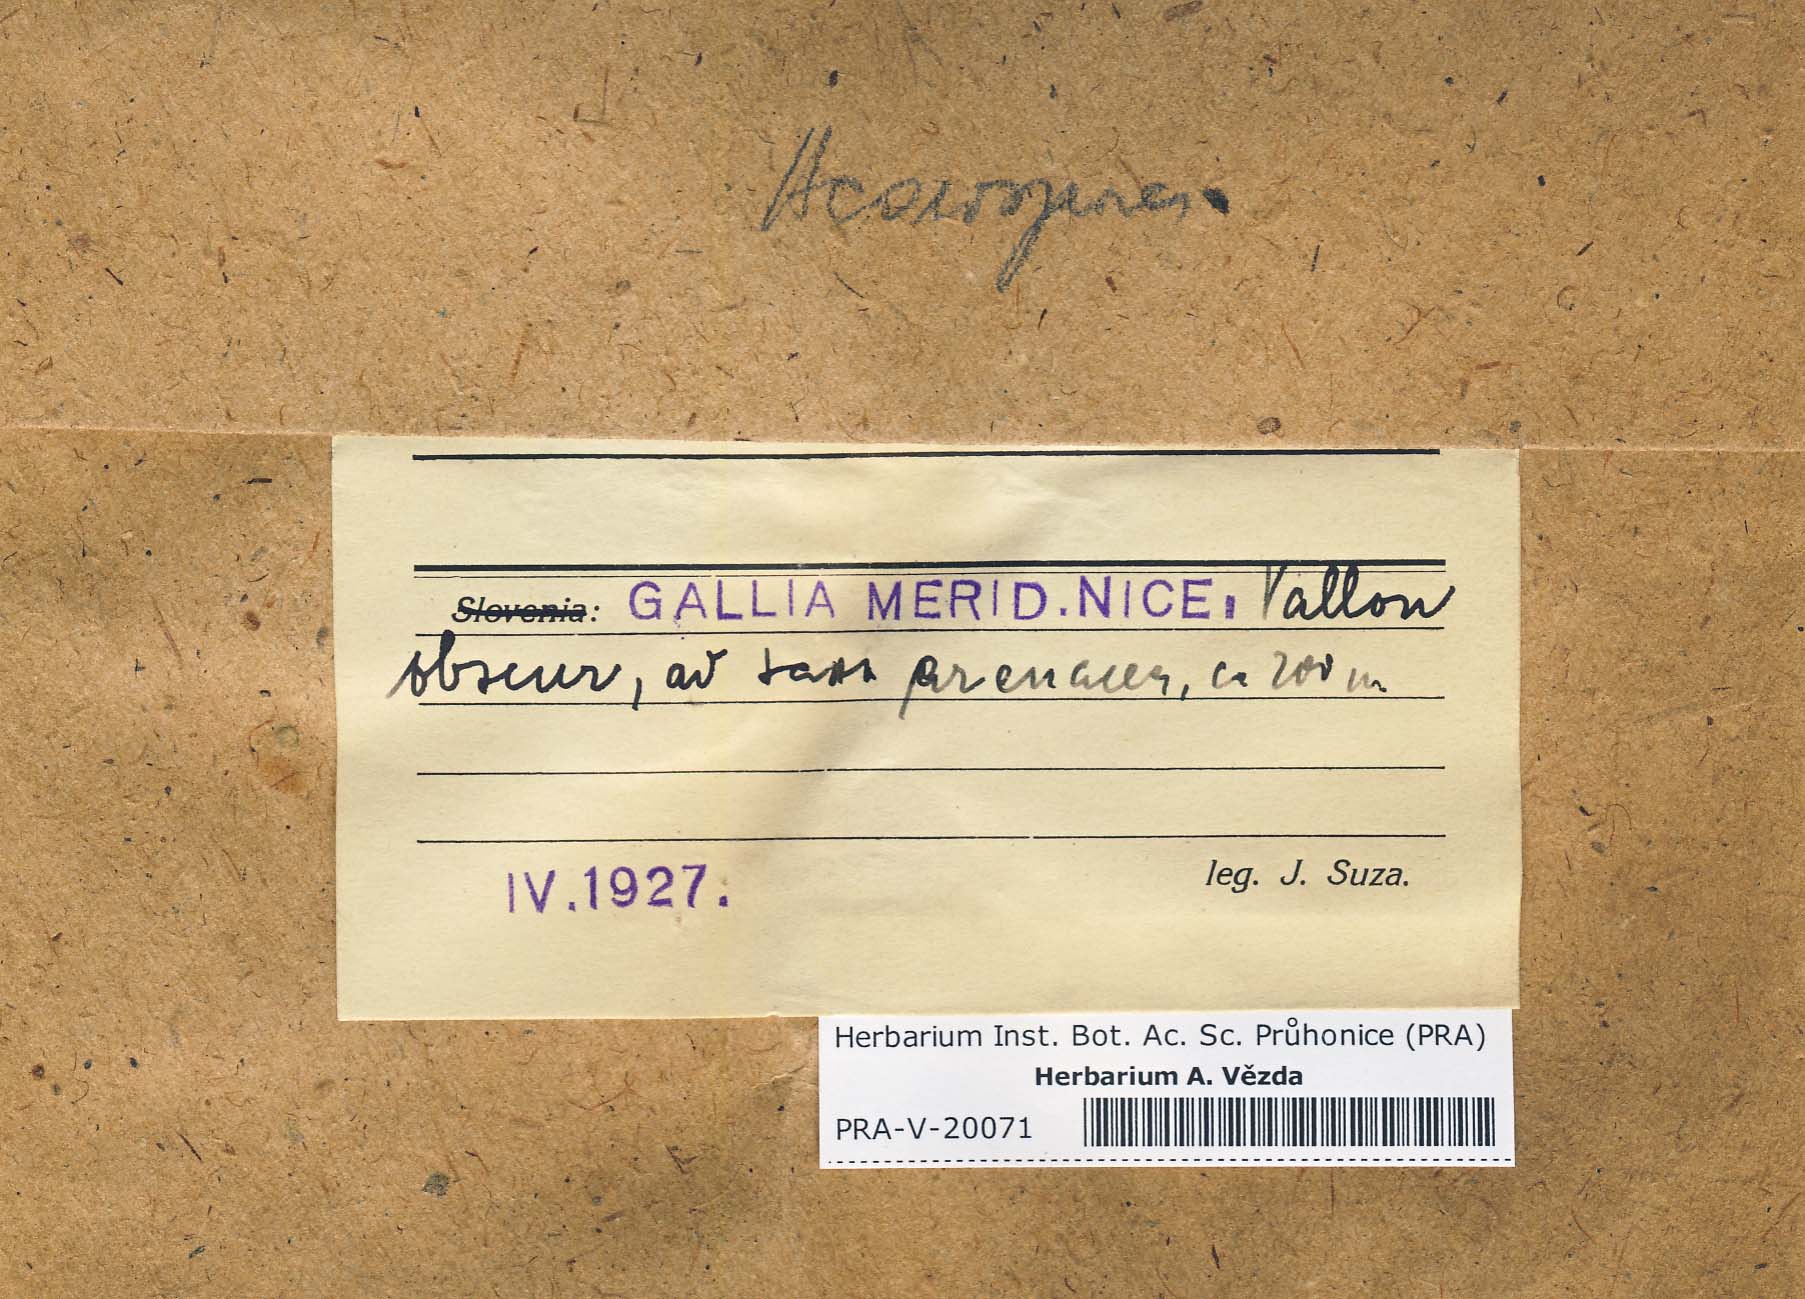 Acarospora
Slovenia: GALLIA MERID. NICE: Vallon
obscur, ad saxa arenacea, ca 200 m
IV. 1927.
leg. J. Suza.
Herbarium Inst. Bot. Ac. Sc. Průhonice (PRA)
Herbarium A. Vězda
PRA-V-20071